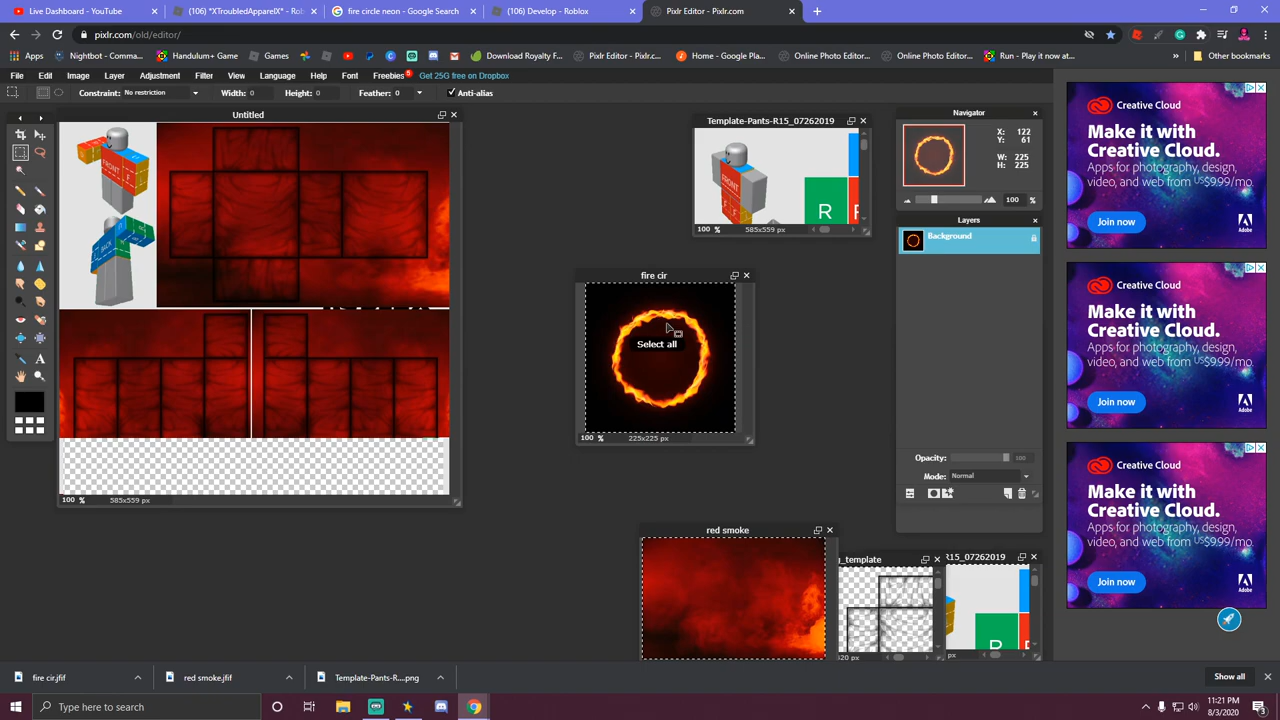 Live Dashboard - YouTube
(106) *XTroubledApparelX* - Roblox
fire circle neon - Google Search
(106) Develop - Roblox
Pixlr Editor - Pixlr.com
pixlr.com/old/editor/
Apps
Nightbot - Comma...
Handulum+ Game
Games
Download Royalty F...
Pixlr Editor - Pixlr.c...
Home - Google Pla...
Online Photo Editor...
Online Photo Editor...
Run - Play it now at...
Other bookmarks
File Edit Image Layer Adjustment Filter View Language Help Font Freebies Get 25G free on Dropbox
Constraint: No restriction Width: 0 Height: 0 Feather: 0 Anti-alias
Untitled
FRONT
F
BACK
100 % 585x559 px
Template-Pants-R15_07262019
FRONT
F F
R
F
100 % 585x559 px
fire cir
Select all
100 % 225x225 px
red smoke
g_template
R15_07262019
Navigator
X: 122
Y: 61
W: 225
H: 225
100 %
Layers
Background
Opacity: 100
Mode: Normal
Creative Cloud
Make it with
Creative Cloud.
Apps for photography, design,
video, and web from US$9.99/mo.
Join now
Adobe
Creative Cloud
Make it with
Creative Cloud.
Apps for photography, design,
video, and web from US$9.99/mo.
Join now
Adobe
Creative Cloud
Make it with
Creative Cloud.
Apps for photography, design,
video, and web from US$9.99/mo.
Join now
Adobe
fire cir.jfif
red smoke.jfif
Template-Pants-R....png
Show all
Type here to search
11:21 PM
8/3/2020